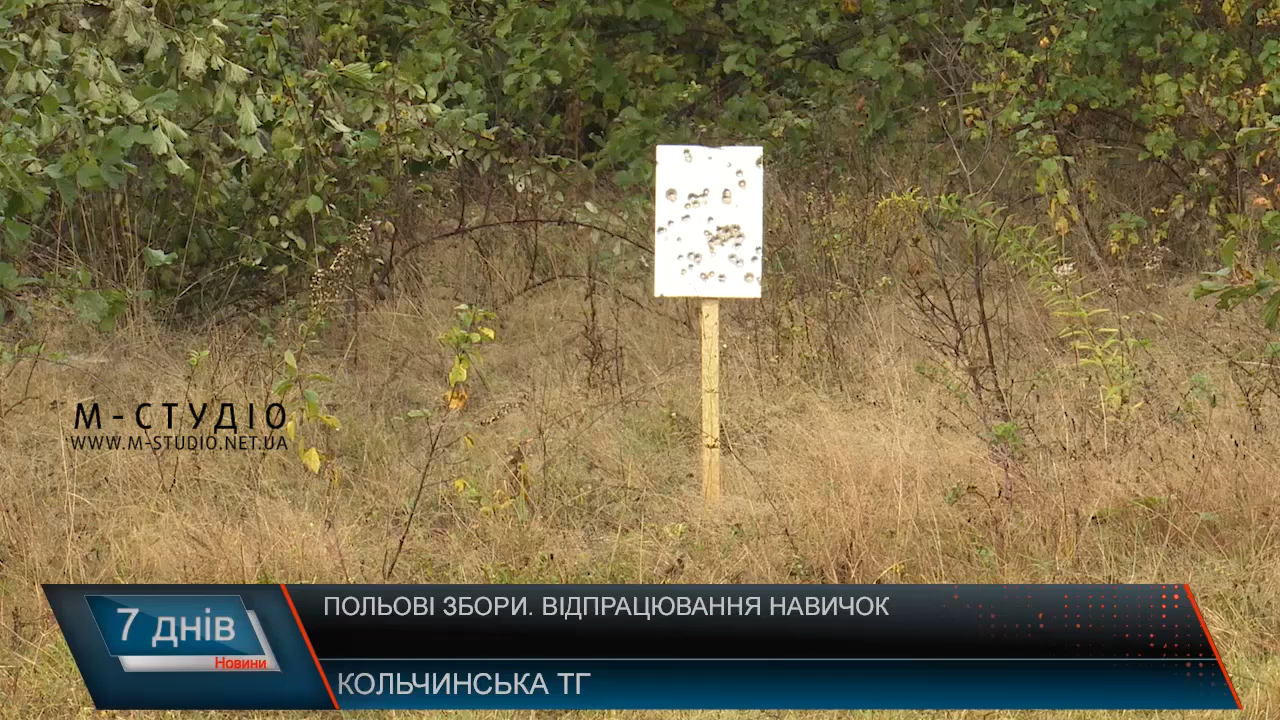 М-СТУДІО
WWW.M-STUDIO.NET.UA
ПОЛЬОВІ ЗБОРИ. ВІДПРАЦЮВАННЯ НАВИЧОК
7 днів
Новини
КОЛЬЧИНСЬКА ТГ